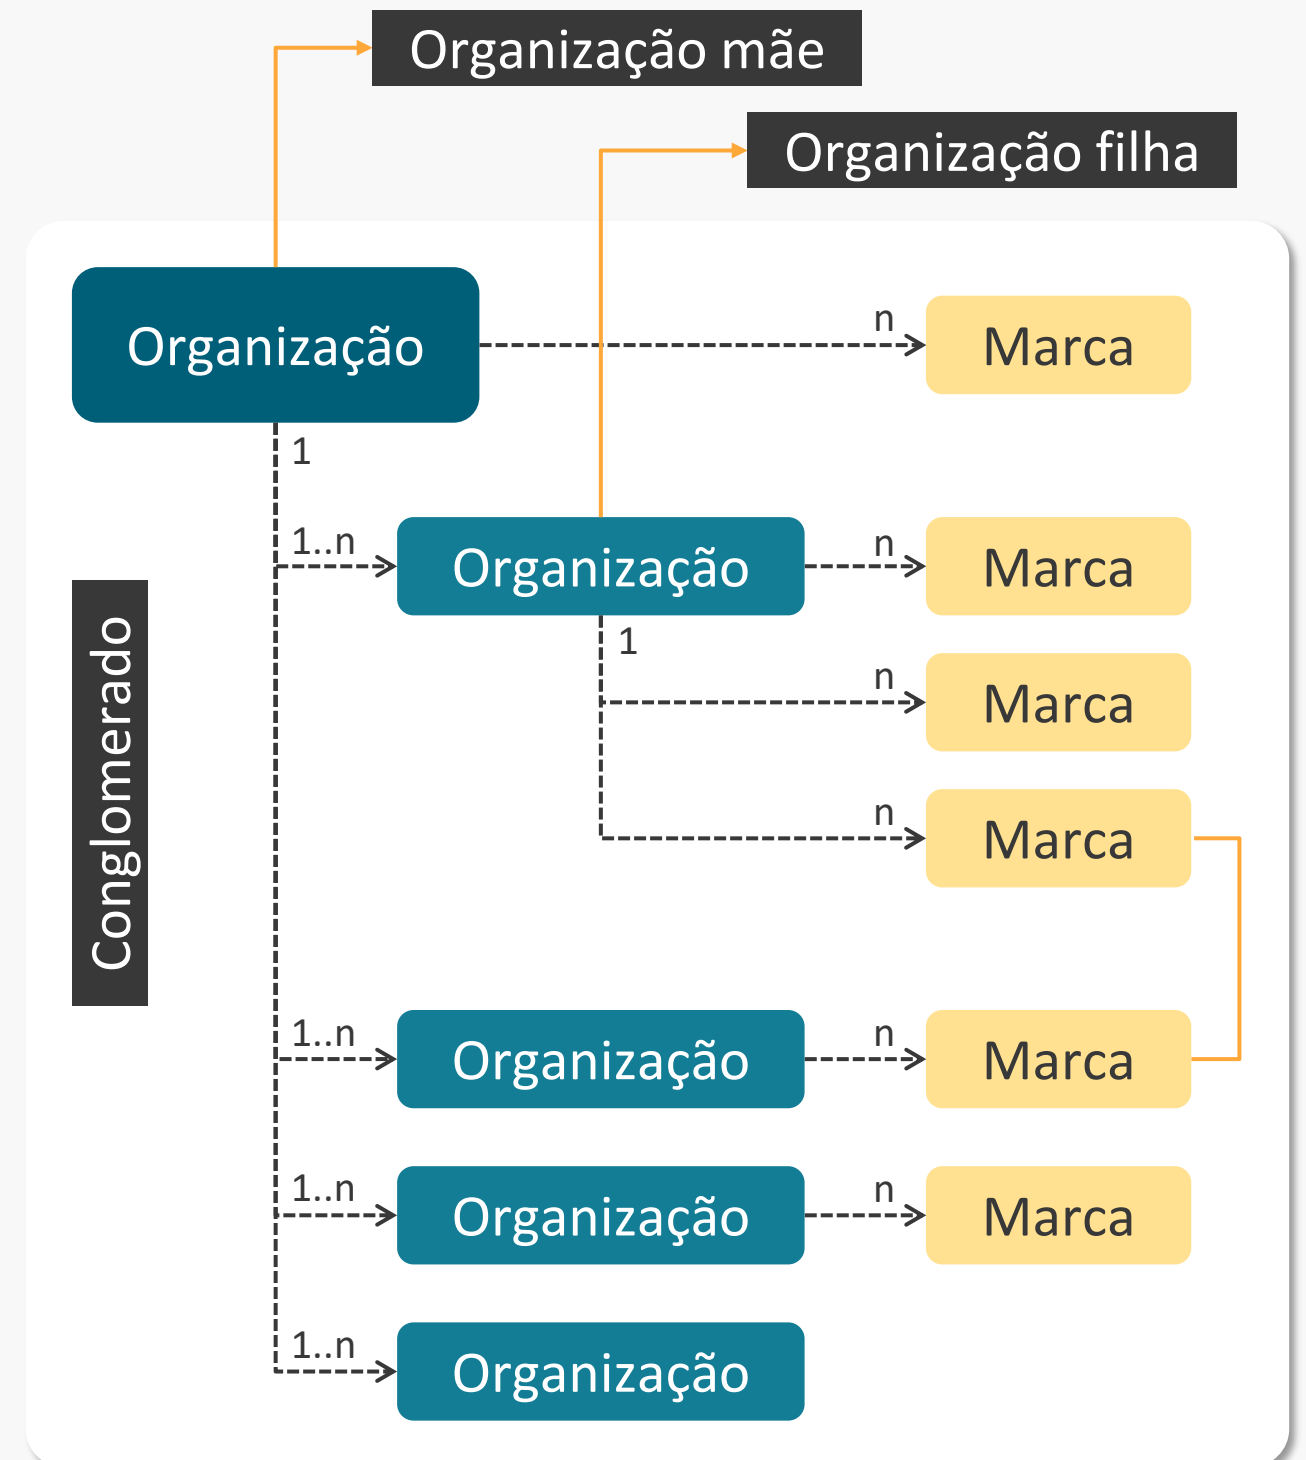 Organização mãe
Organização filha
Organização
n
Marca
1
1..n
Organização
n
Marca
1
n
Marca
n
Marca
Conglomerado
1..n
Organização
n
Marca
1..n
Organização
n
Marca
1..n
Organização